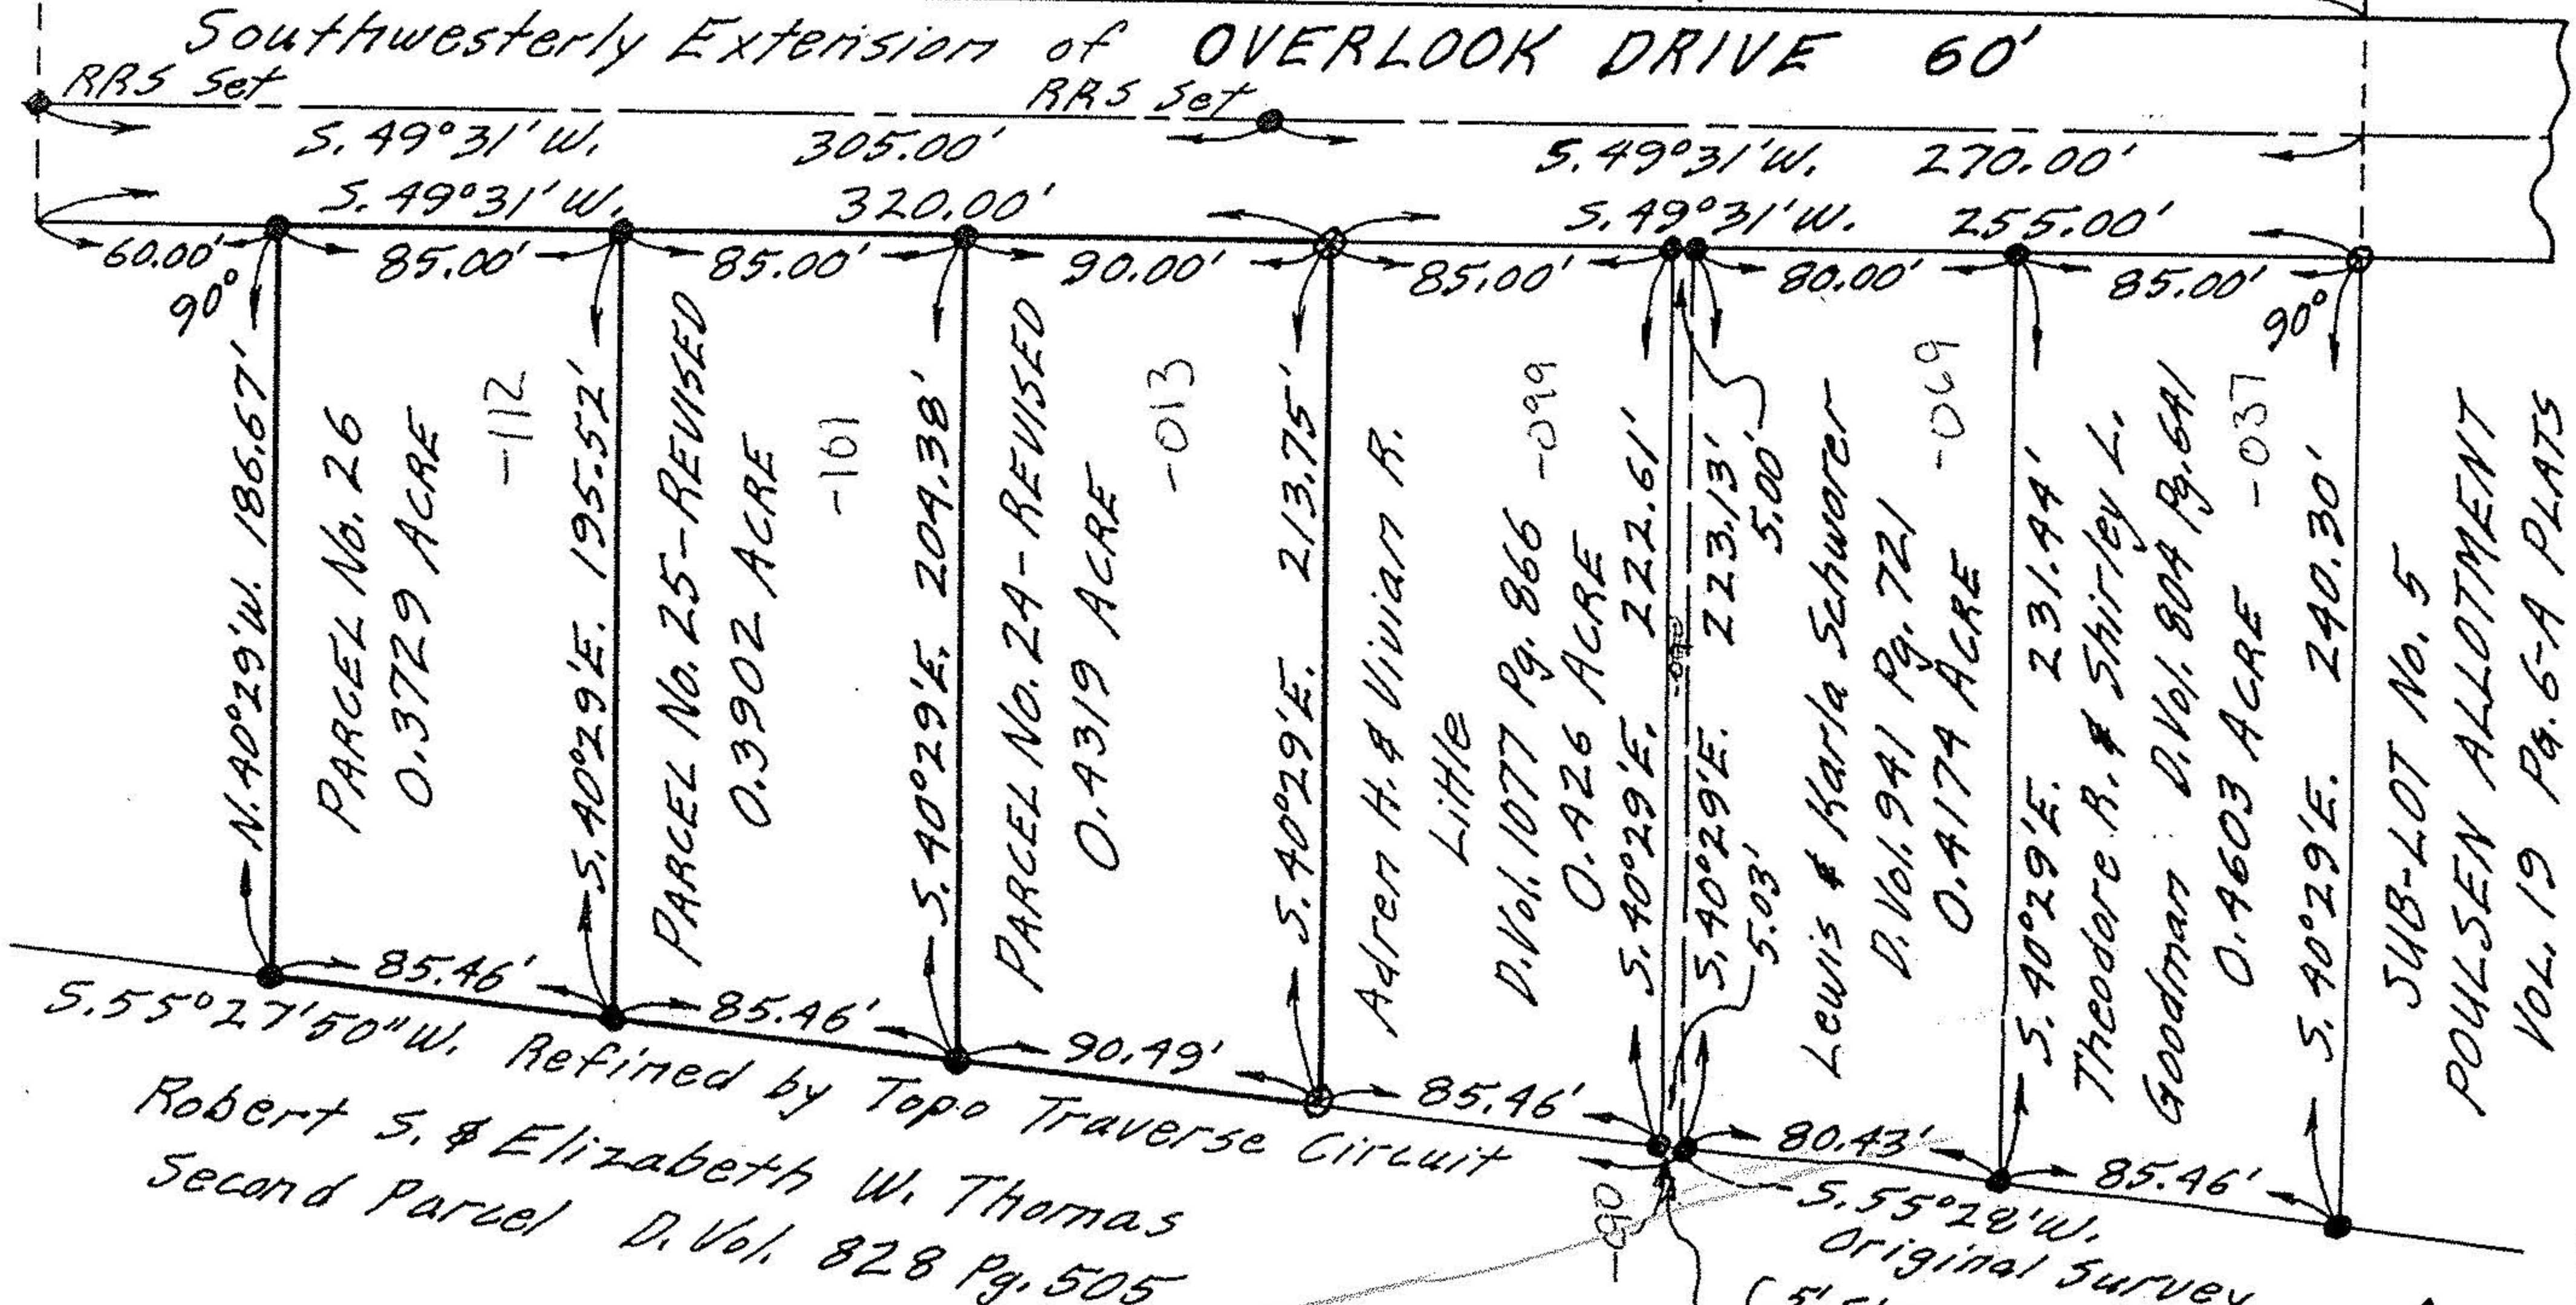 Southwesterly Extension of OVERLOOK DRIVE 60'
RRS Set
RRS Set
S. 49°31' W. 305.00'
S. 49°31' W. 270.00'
S. 49°31' W. 320.00'
S. 49°31' W. 255.00'
60.00'
85.00'
85.00'
90.00'
85.00'
80.00'
85.00'
90°
90°
N. 40°29' W. 186.67'
PARCEL No. 26
0.3729 ACRE
-112
S. 40°29' E. 195.52'
PARCEL No. 25-REVISED
0.3902 ACRE
-101
S. 40°29' E. 204.38'
PARCEL No. 24-REVISED
0.4319 ACRE
-013
S. 40°29' E. 213.75'
Adren H. & Vivian R.
Little
D. Vol. 1077 Pg. 866
0.426 ACRE
-099
S. 40°29' E. 222.61'
-090
S. 40°29' E. 223.13'
5.00'
5.03'
Lewis & Karla Schworer
D. Vol. 941 Pg. 721
0.4174 ACRE
-069
S. 40°29' E. 231.44'
Theodore R. & Shirley L.
Goodman D. Vol. 804 Pg. 641
0.4603 ACRE
-037
S. 40°29' E. 240.30'
SUB-LOT No. 5
POULSEN ALLOTMENT
VOL. 19 PG. 6-A PLATS
85.46'
85.46'
90.49'
85.46'
80.43'
85.46'
S. 55°27'50" W. Refined by Topo Traverse Circuit
Robert S. & Elizabeth W. Thomas
Second Parcel D. Vol. 828 Pg. 505
-90
S. 55°28' W.
Original Survey